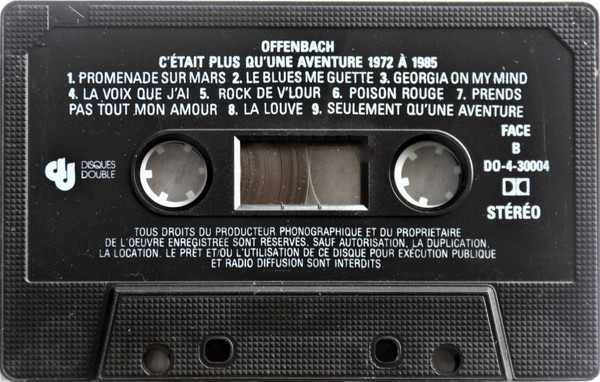 OFFENBACH
C'ÉTAIT PLUS QU'UNE AVENTURE 1972 À 1985
1. PROMENADE SUR MARS 2. LE BLUES ME GUETTE 3. GEORGIA ON MY MIND
4. LA VOIX QUE J'AI 5. ROCK DE V'LOUR 6. POISON ROUGE 7. PRENDS
PAS TOUT MON AMOUR 8. LA LOUVE 9. SEULEMENT QU'UNE AVENTURE
FACE
B
DO-4-30004
STÉRÉO
DISQUES
DOUBLE
TOUS DROITS DU PRODUCTEUR PHONOGRAPHIQUE ET DU PROPRIETAIRE
DE L'OEUVRE ENREGISTREE SONT RESERVES. SAUF AUTORISATION, LA DUPLICATION,
LA LOCATION, LE PRÊT ET/OU L'UTILISATION DE CE DISQUE POUR EXÉCUTION PUBLIQUE
ET RADIO DIFFUSION SONT INTERDITS